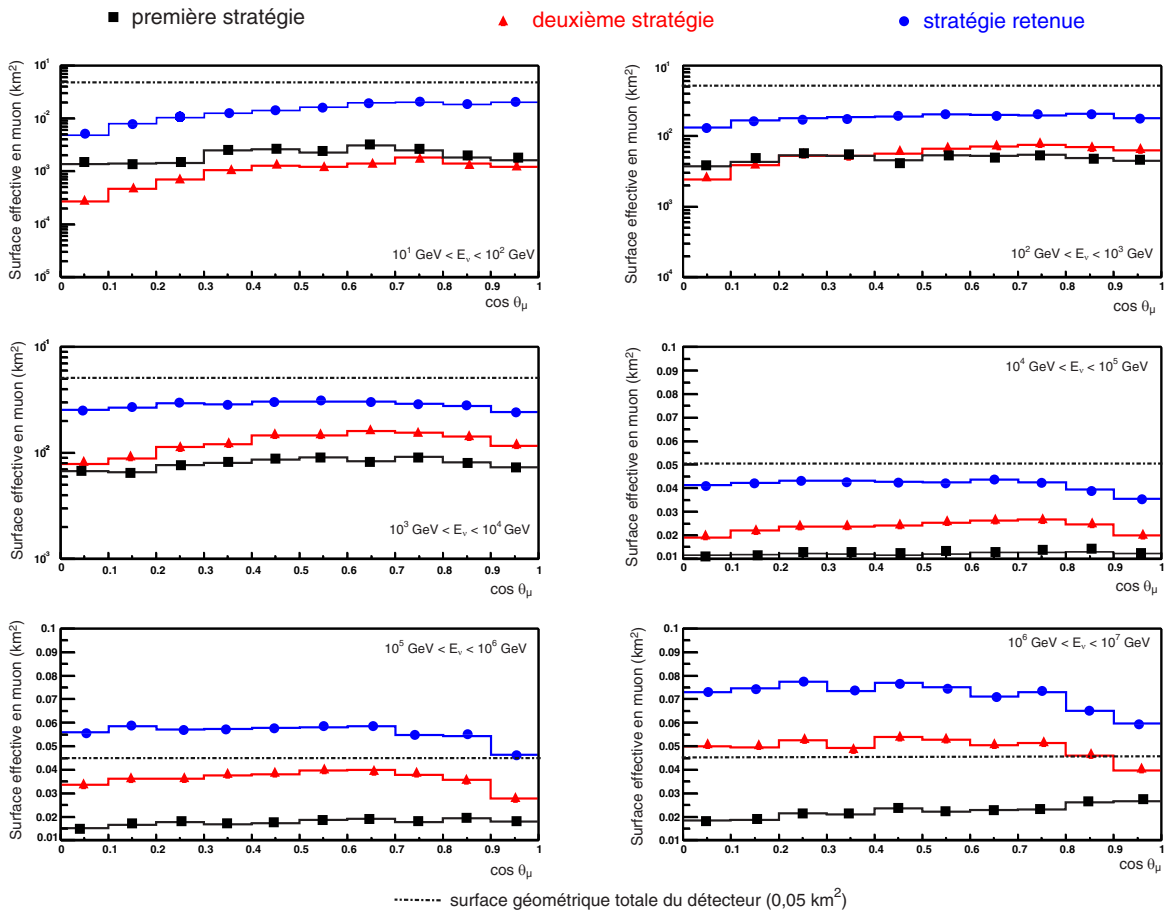 première stratégie
deuxième stratégie
stratégie retenue
Surface effective en muon (km²)
10¹
10²
10³
10⁴
10⁵
10¹ GeV < Eᵥ < 10² GeV
0 0.1 0.2 0.3 0.4 0.5 0.6 0.7 0.8 0.9 1
cos θμ
Surface effective en muon (km²)
10¹
10²
10³
10⁴
10² GeV < Eᵥ < 10³ GeV
0 0.1 0.2 0.3 0.4 0.5 0.6 0.7 0.8 0.9 1
cos θμ
Surface effective en muon (km²)
10¹
10²
10³
10³ GeV < Eᵥ < 10⁴ GeV
0 0.1 0.2 0.3 0.4 0.5 0.6 0.7 0.8 0.9 1
cos θμ
Surface effective en muon (km²)
0.1
0.09
0.08
0.07
0.06
0.05
0.04
0.03
0.02
0.01
10⁴ GeV < Eᵥ < 10⁵ GeV
0 0.1 0.2 0.3 0.4 0.5 0.6 0.7 0.8 0.9 1
cos θμ
Surface effective en muon (km²)
0.1
0.09
0.08
0.07
0.06
0.05
0.04
0.03
0.02
0.01
10⁵ GeV < Eᵥ < 10⁶ GeV
0 0.1 0.2 0.3 0.4 0.5 0.6 0.7 0.8 0.9 1
cos θμ
Surface effective en muon (km²)
0.1
0.09
0.08
0.07
0.06
0.05
0.04
0.03
0.02
0.01
10⁶ GeV < Eᵥ < 10⁷ GeV
0 0.1 0.2 0.3 0.4 0.5 0.6 0.7 0.8 0.9 1
cos θμ
surface géométrique totale du détecteur (0,05 km²)